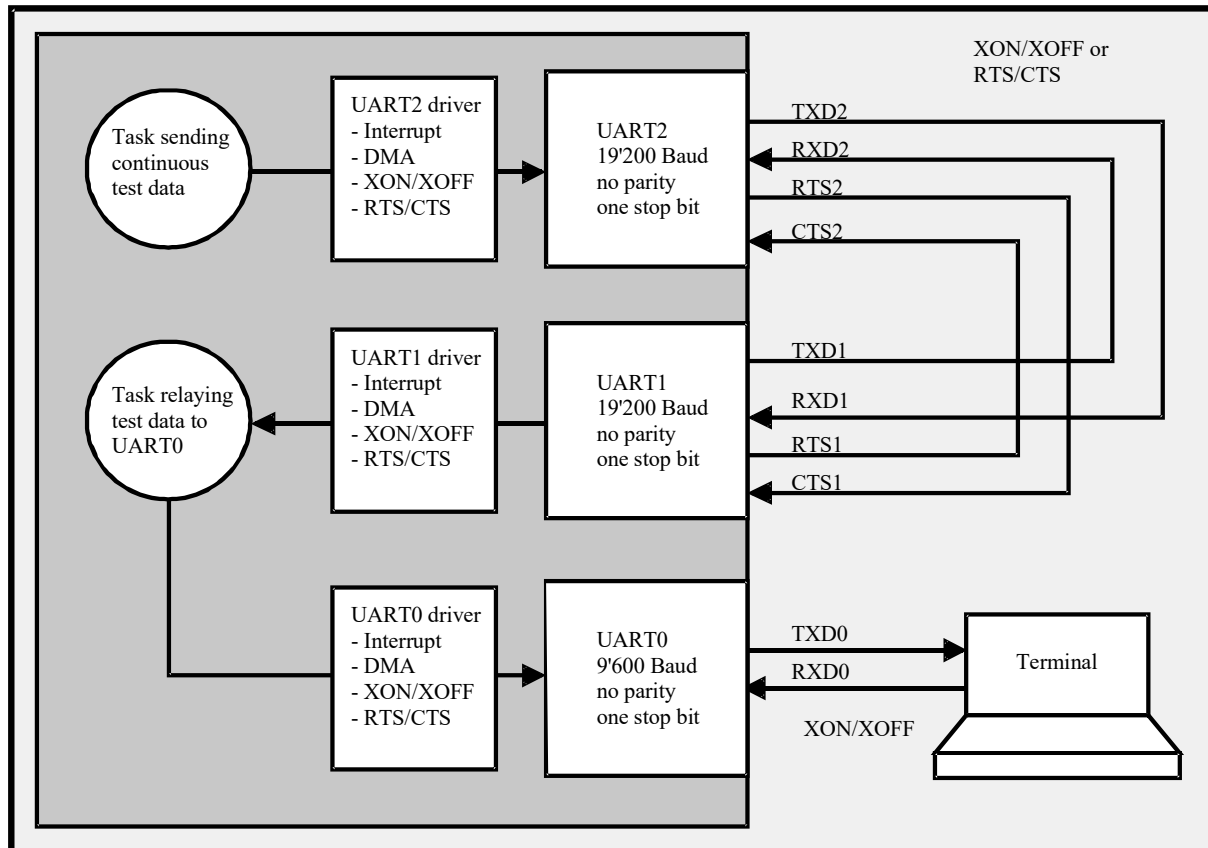 XON/XOFF or
RTS/CTS
Task sending
continuous
test data
UART2 driver
- Interrupt
- DMA
- XON/XOFF
- RTS/CTS
UART2
19'200 Baud
no parity
one stop bit
TXD2
RXD2
RTS2
CTS2
Task relaying
test data to
UART0
UART1 driver
- Interrupt
- DMA
- XON/XOFF
- RTS/CTS
UART1
19'200 Baud
no parity
one stop bit
TXD1
RXD1
RTS1
CTS1
UART0 driver
- Interrupt
- DMA
- XON/XOFF
- RTS/CTS
UART0
9'600 Baud
no parity
one stop bit
TXD0
RXD0
XON/XOFF
Terminal